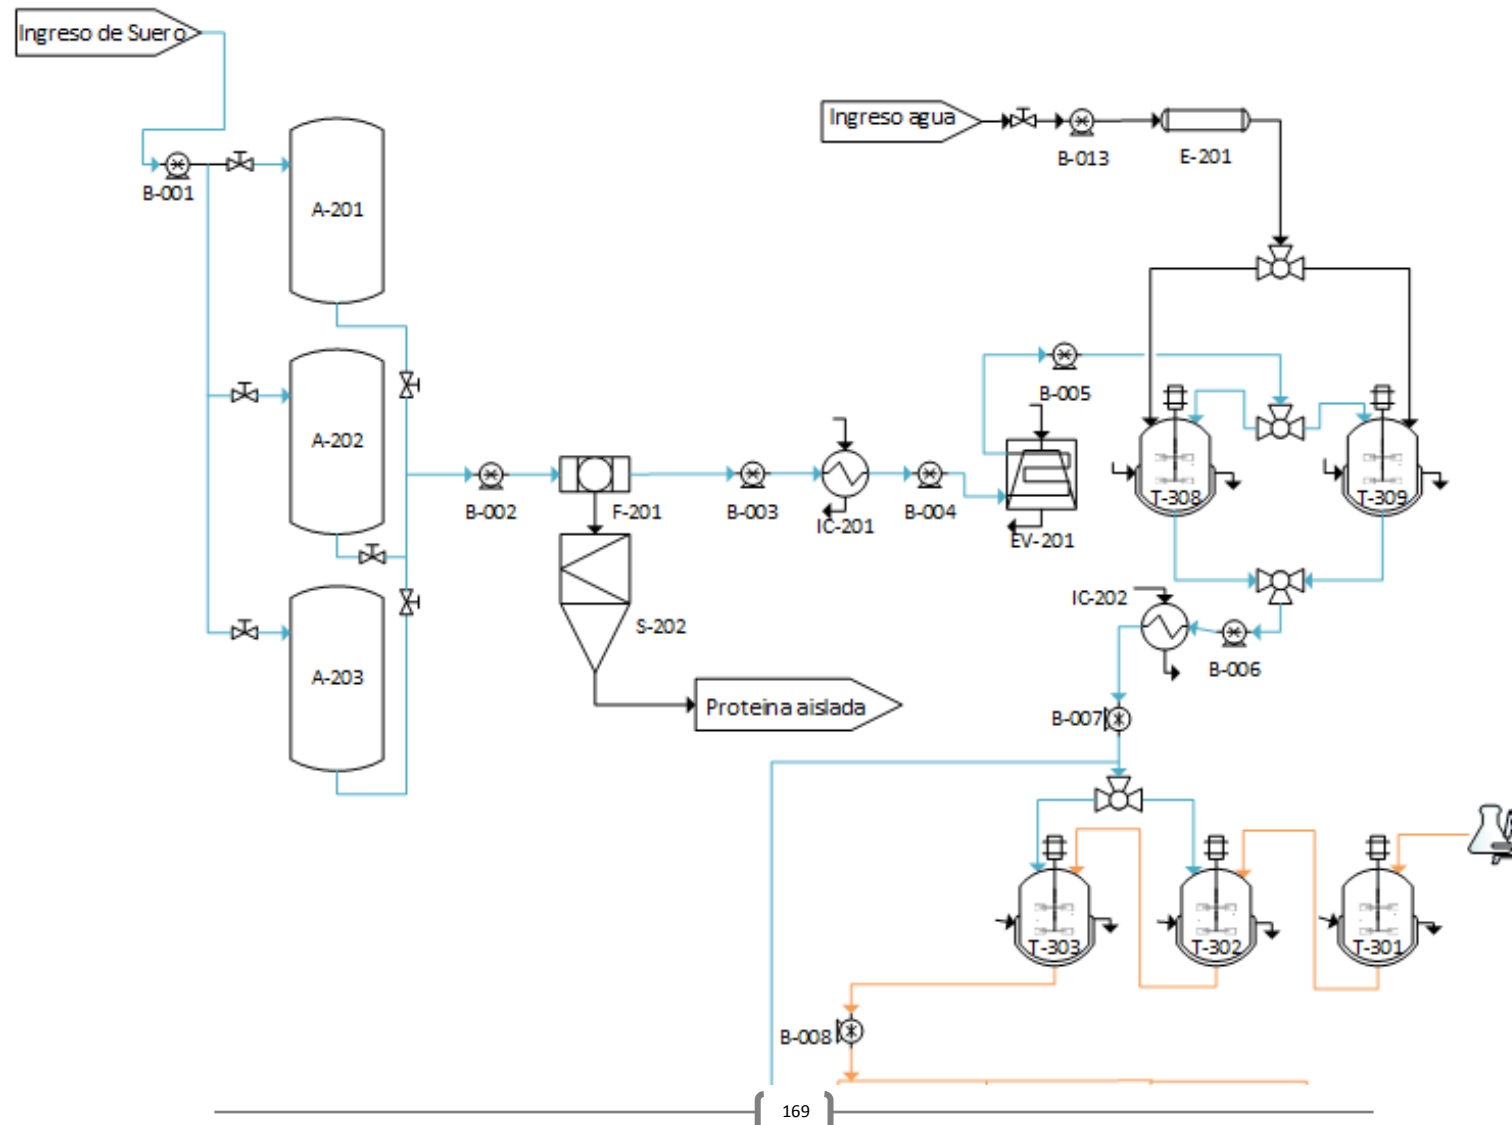 Ingreso de Suero
Ingreso agua
B-013
E-201
B-001
A-201
B-005
A-202
B-002
F-201
B-003
IC-201
B-004
EV-201
T-308
T-309
IC-202
S-202
B-006
A-203
Proteina aislada
B-007
T-303
T-302
T-301
B-008
169